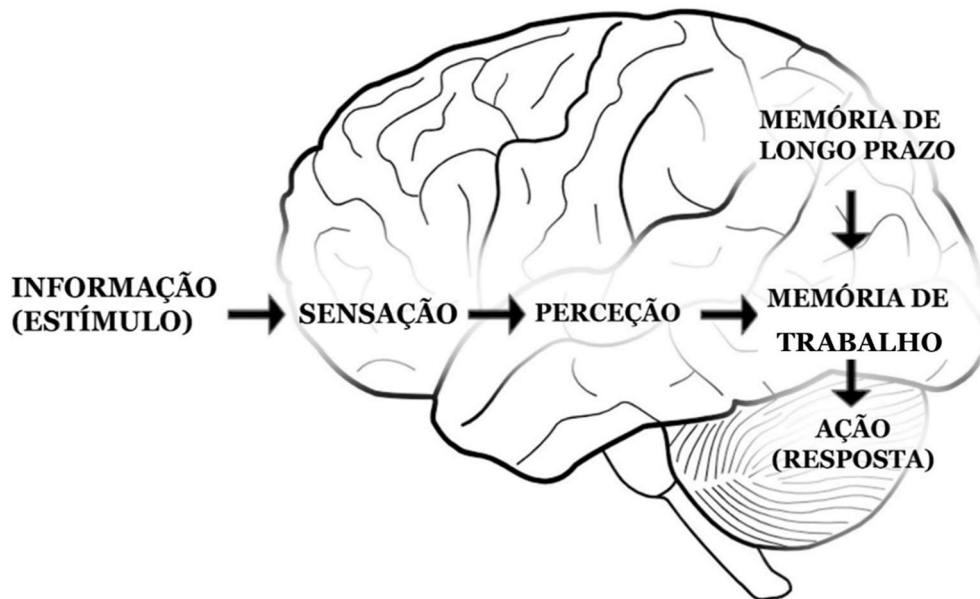 INFORMAÇÃO
(ESTÍMULO)
SENSAÇÃO
PERCEÇÃO
MEMÓRIA DE
LONGO PRAZO
MEMÓRIA DE
TRABALHO
AÇÃO
(RESPOSTA)